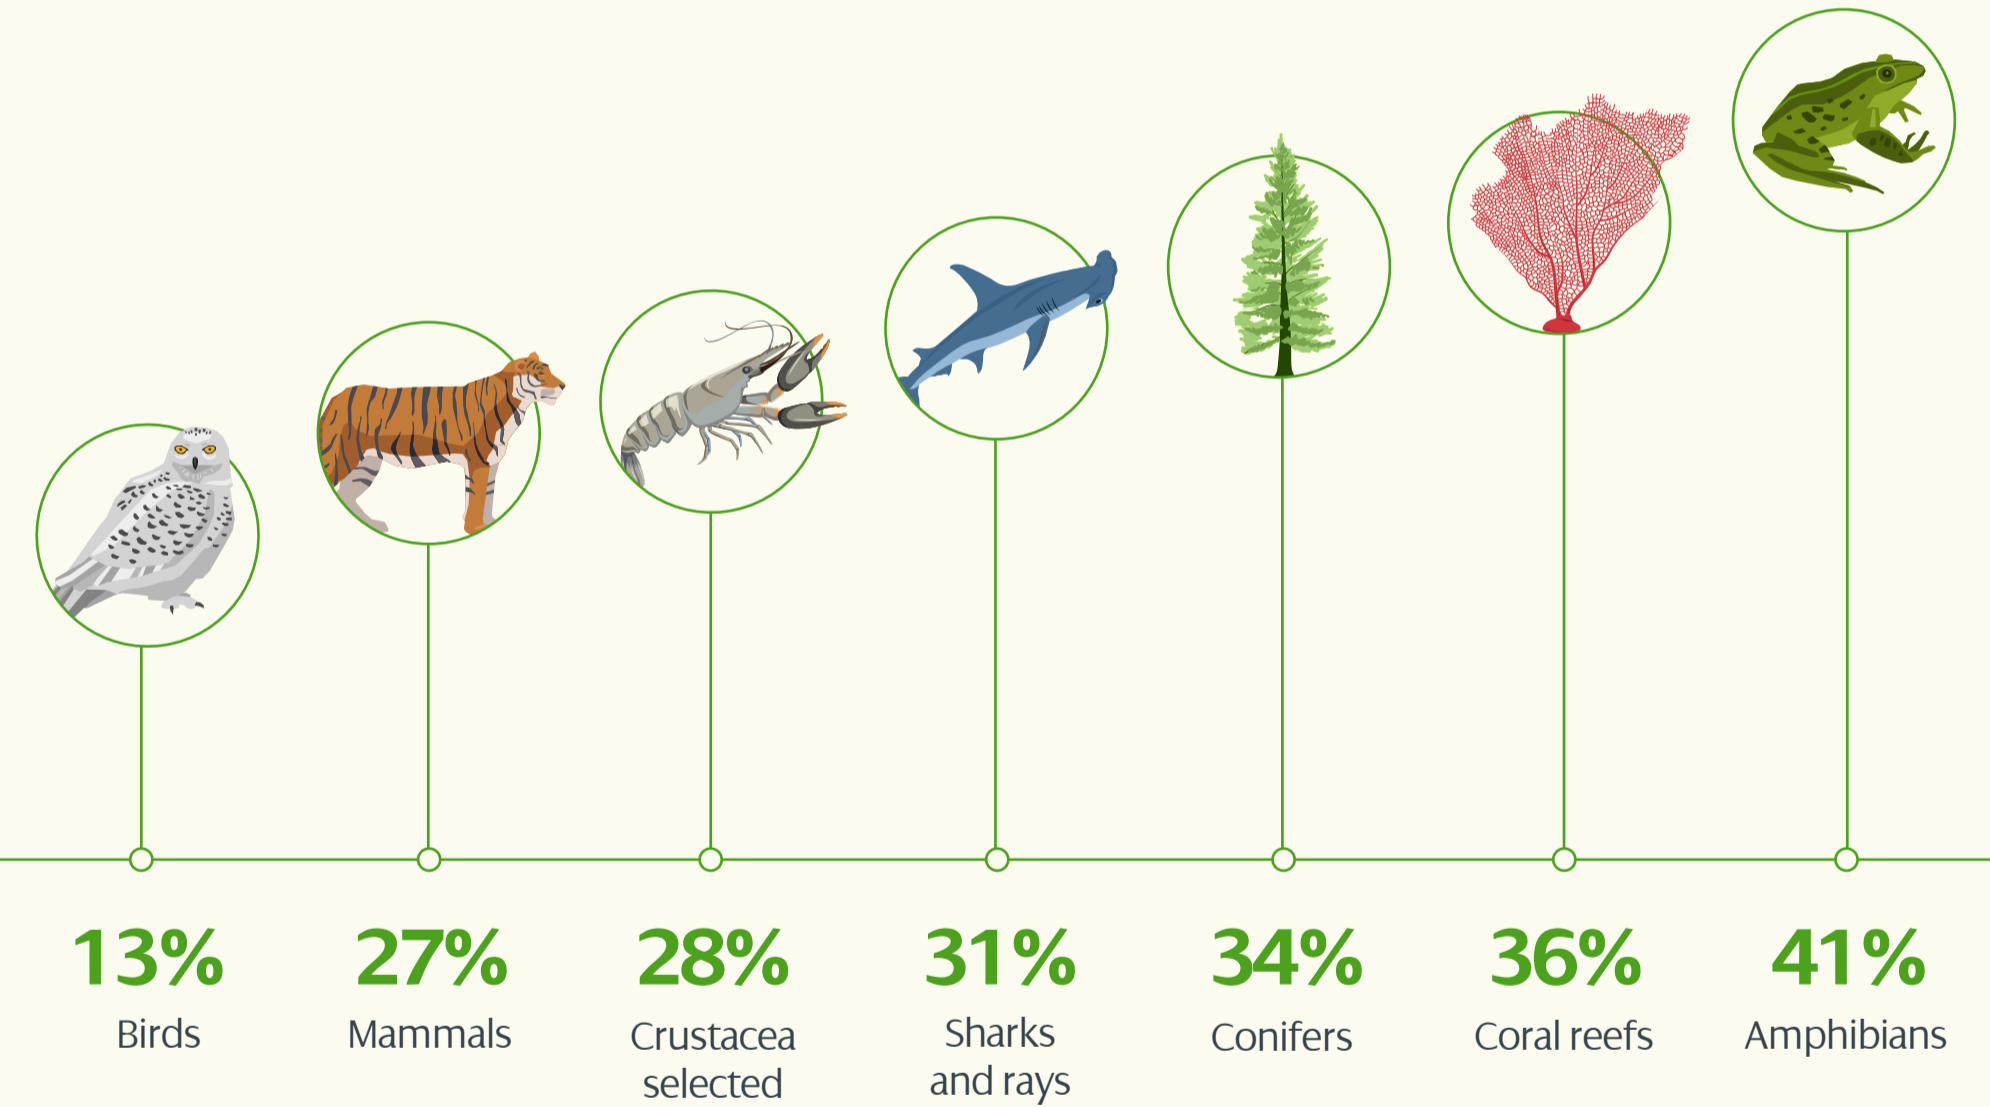 13%
Birds
27%
Mammals
28%
Crustacea
selected
31%
Sharks
and rays
34%
Conifers
36%
Coral reefs
41%
Amphibians